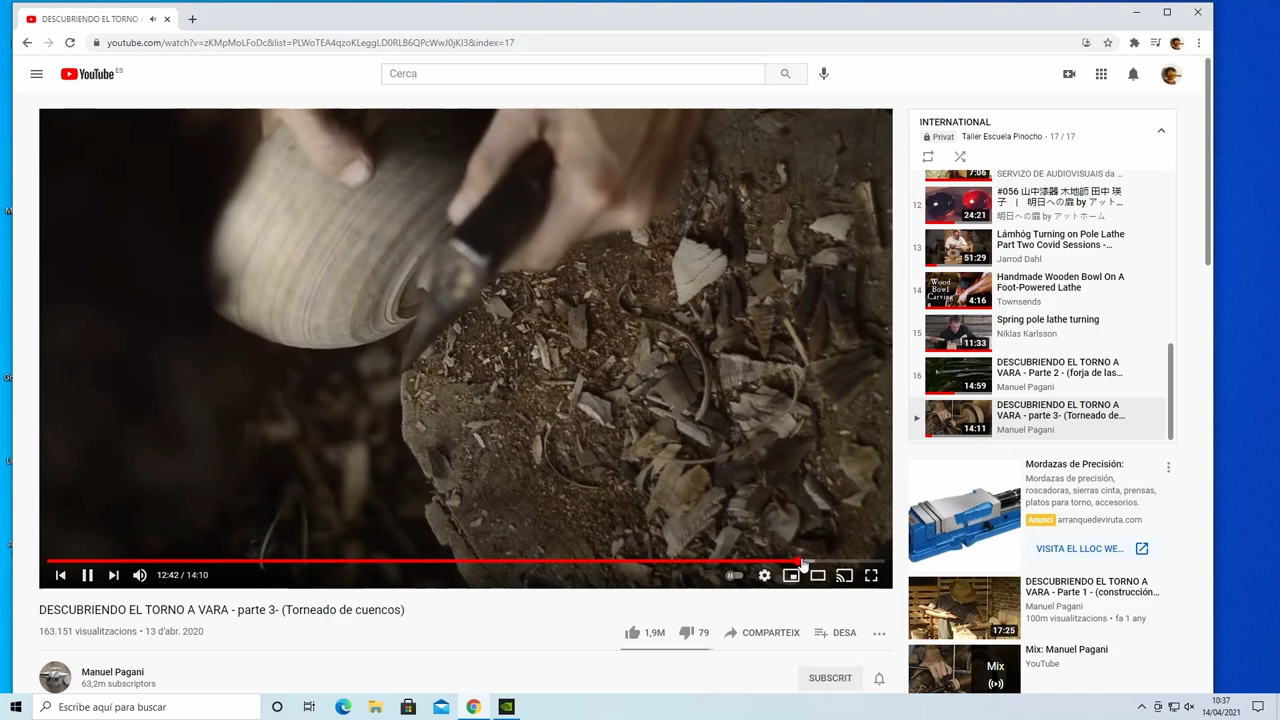 DESCUBRIENDO EL TORNO A
youtube.com/watch?v=zKMpMoLFoDc&list=PLWoTEA4qzoKLeggLD0RLB6QPcWwJ0jKI3&index=17
YouTube ES
Cerca
INTERNATIONAL
Privat Taller Escuela Pinocho - 17 / 17
7:06
SERVIZO DE AUDIOVISUAIS da ...
12
24:21
#056 山中漆器 木地師 田中 瑛
子 | 明日への扉 by アット...
明日への扉 by アットホーム
13
51:29
Lámhóg Turning on Pole Lathe
Part Two Covid Sessions -...
Jarrod Dahl
14
Wood
Bowl
Carving
4:16
Handmade Wooden Bowl On A
Foot-Powered Lathe
Townsends
15
11:33
Spring pole lathe turning
Niklas Karlsson
16
14:59
DESCUBRIENDO EL TORNO A
VARA - Parte 2 - (forja de las...
Manuel Pagani
14:11
DESCUBRIENDO EL TORNO A
VARA - parte 3- (Torneado de...
Manuel Pagani
12:42 / 14:10
DESCUBRIENDO EL TORNO A VARA - parte 3- (Torneado de cuencos)
163.151 visualitzacions • 13 d'abr. 2020
1,9M
79
COMPARTEIX
DESA
Manuel Pagani
63,2m subscriptors
SUBSCRIT
Mordazas de Precisión:
Mordazas de precisión,
roscadoras, sierras cinta, prensas,
platos para torno, accesorios.
Anunci arranquedeviruta.com
VISITA EL LLOC WE...
17:25
DESCUBRIENDO EL TORNO A
VARA - Parte 1 - (construcción...
Manuel Pagani
100m visualitzacions • fa 1 any
Mix
Mix: Manuel Pagani
YouTube
Escribe aquí para buscar
10:37
14/04/2021